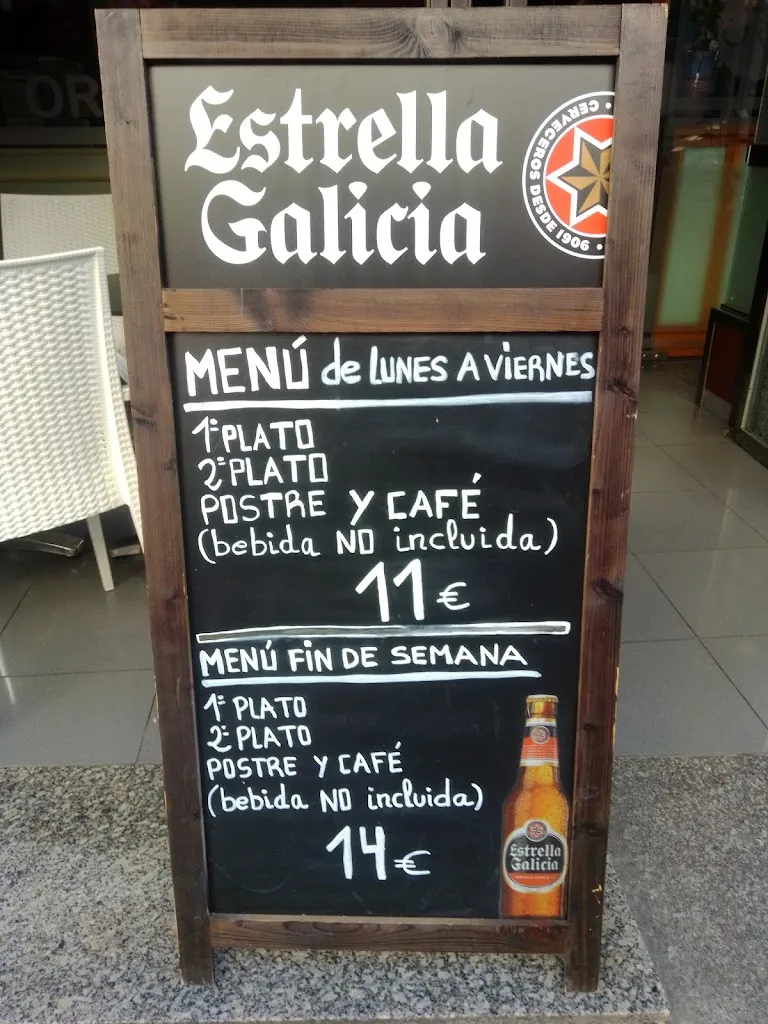 OR
Estrella
Galicia
CERVECEROS DESDE 1906
MENÚ de LUNES A VIERNES
1º PLATO
2º PLATO
POSTRE Y CAFÉ
(bebida NO incluida)
11 €
MENÚ FIN DE SEMANA
1º PLATO
2º PLATO
POSTRE Y CAFÉ
(bebida NO incluida)
14 €
Estrella
Galicia